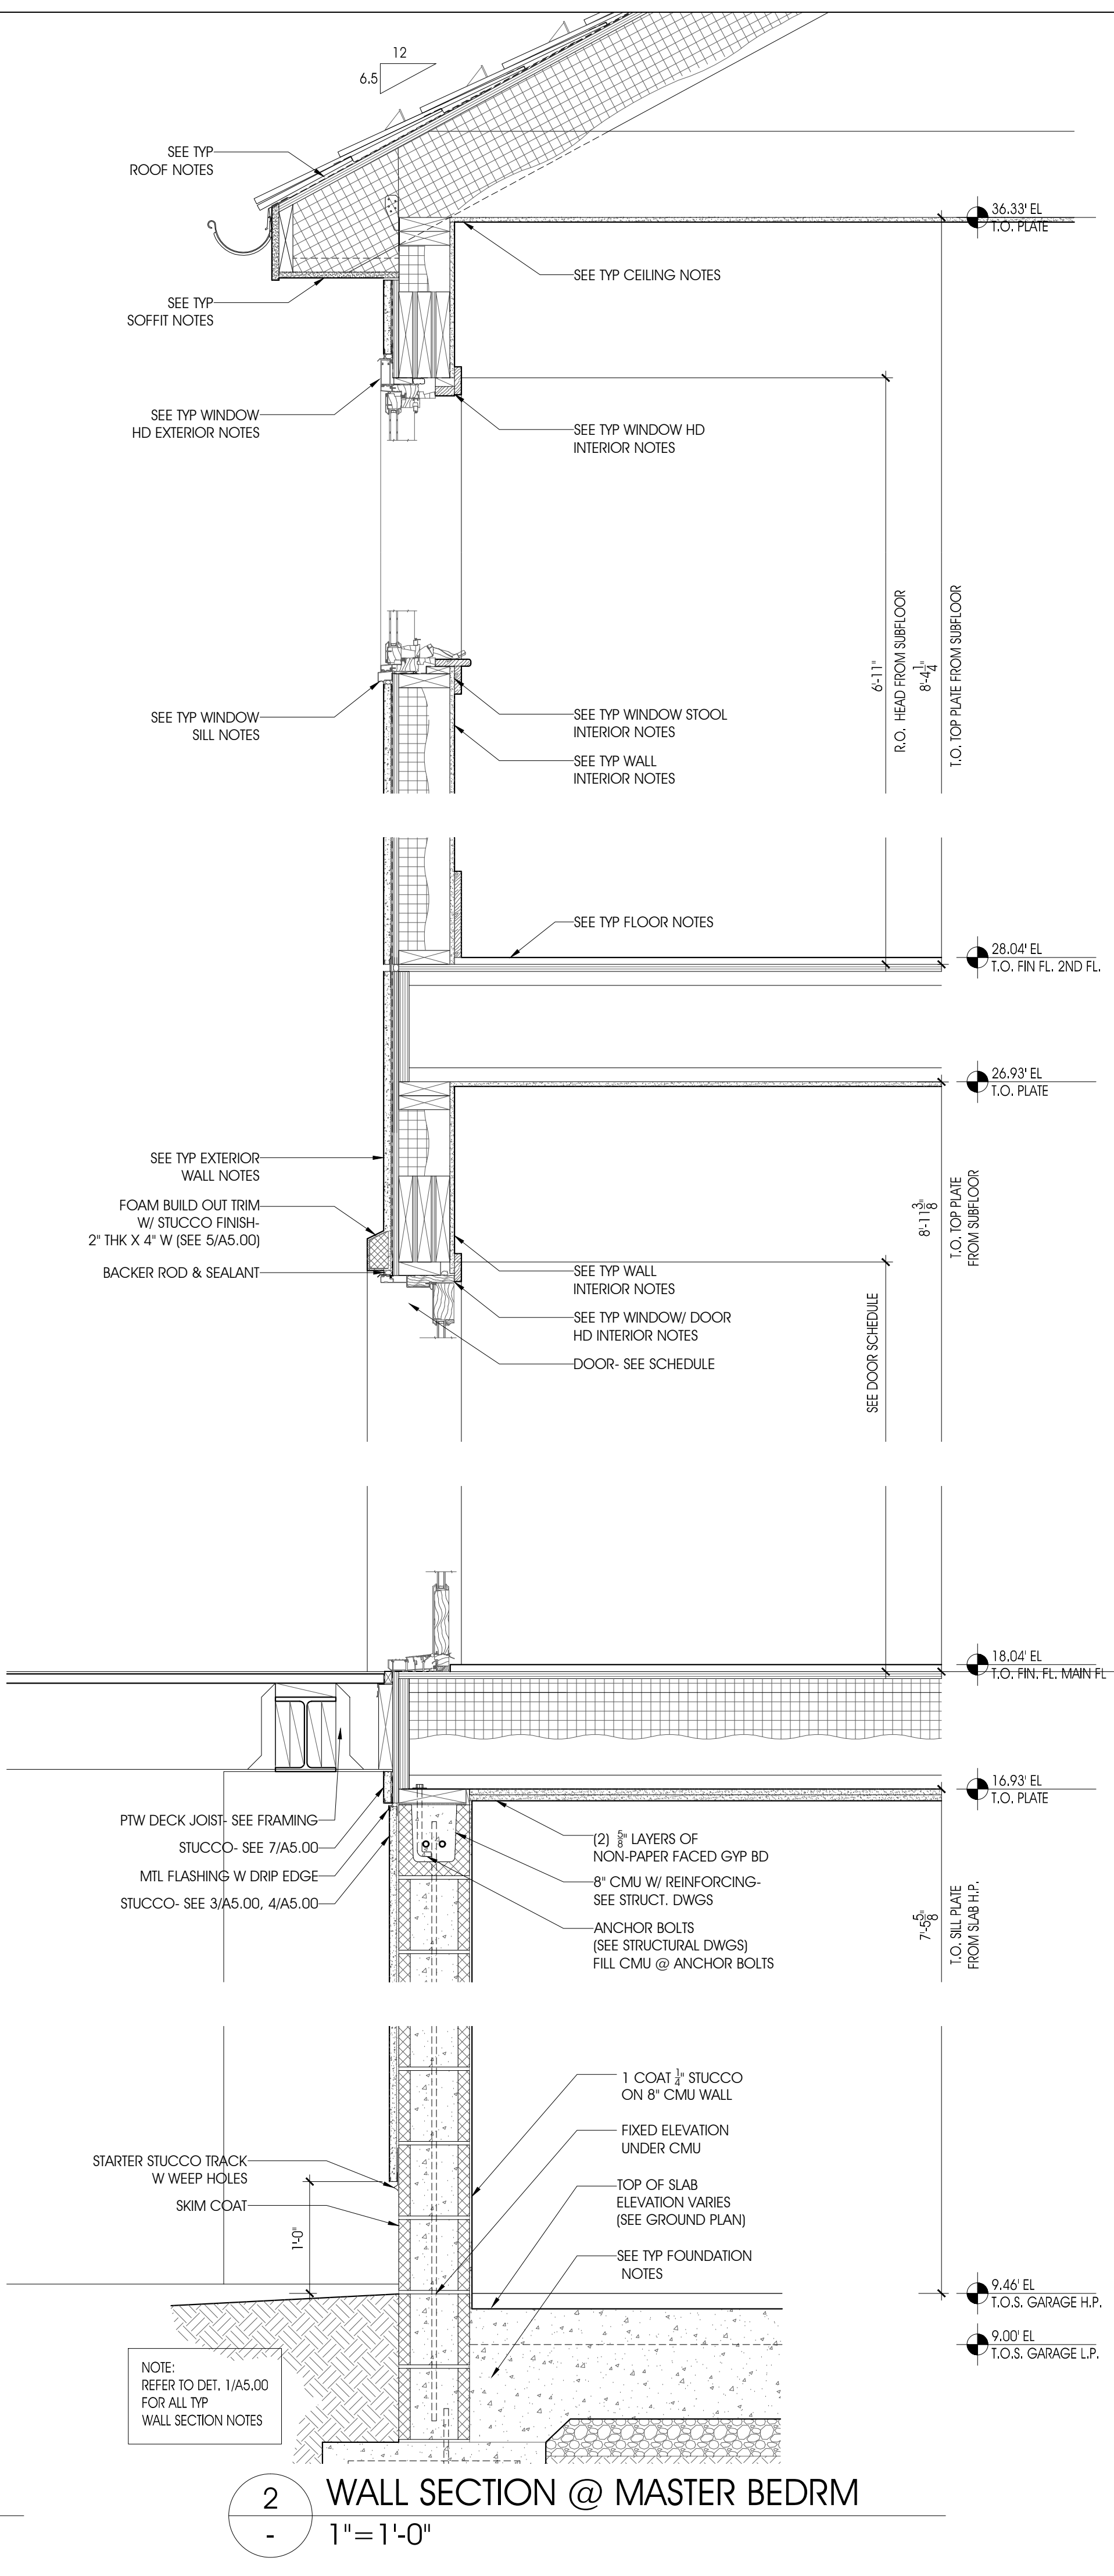 12
6.5
SEE TYP
ROOF NOTES
36.33' EL
T.O. PLATE
SEE TYP CEILING NOTES
SEE TYP
SOFFIT NOTES
SEE TYP WINDOW
HD EXTERIOR NOTES
SEE TYP WINDOW HD
INTERIOR NOTES
6'-11"
R.O. HEAD FROM SUBFLOOR
8'-4 1/4"
T.O. TOP PLATE FROM SUBFLOOR
SEE TYP WINDOW
SILL NOTES
SEE TYP WINDOW STOOL
INTERIOR NOTES
SEE TYP WALL
INTERIOR NOTES
SEE TYP FLOOR NOTES
28.04' EL
T.O. FIN FL. 2ND FL.
26.93' EL
T.O. PLATE
SEE TYP EXTERIOR
WALL NOTES
FOAM BUILD OUT TRIM
W/ STUCCO FINISH-
2" THK X 4" W (SEE 5/A5.00)
BACKER ROD & SEALANT
8'-11 3/8"
T.O. TOP PLATE
FROM SUBFLOOR
SEE TYP WALL
INTERIOR NOTES
SEE TYP WINDOW/ DOOR
HD INTERIOR NOTES
DOOR- SEE SCHEDULE
SEE DOOR SCHEDULE
18.04' EL
T.O. FIN. FL. MAIN FL
16.93' EL
T.O. PLATE
PTW DECK JOIST- SEE FRAMING
STUCCO- SEE 7/A5.00
MTL FLASHING W DRIP EDGE
STUCCO- SEE 3/A5.00, 4/A5.00
(2) 5/8" LAYERS OF
NON-PAPER FACED GYP BD
8" CMU W/ REINFORCING-
SEE STRUCT. DWGS
ANCHOR BOLTS
(SEE STRUCTURAL DWGS)
FILL CMU @ ANCHOR BOLTS
7'-5 5/8"
T.O. SILL PLATE
FROM SLAB H.P.
1 COAT 1/4" STUCCO
ON 8" CMU WALL
FIXED ELEVATION
UNDER CMU
STARTER STUCCO TRACK
W WEEP HOLES
SKIM COAT
1'-0"
TOP OF SLAB
ELEVATION VARIES
(SEE GROUND PLAN)
SEE TYP FOUNDATION
NOTES
9.46' EL
T.O.S. GARAGE H.P.
9.00' EL
T.O.S. GARAGE L.P.
NOTE:
REFER TO DET. 1/A5.00
FOR ALL TYP
WALL SECTION NOTES
2
-
WALL SECTION @ MASTER BEDRM
1"=1'-0"